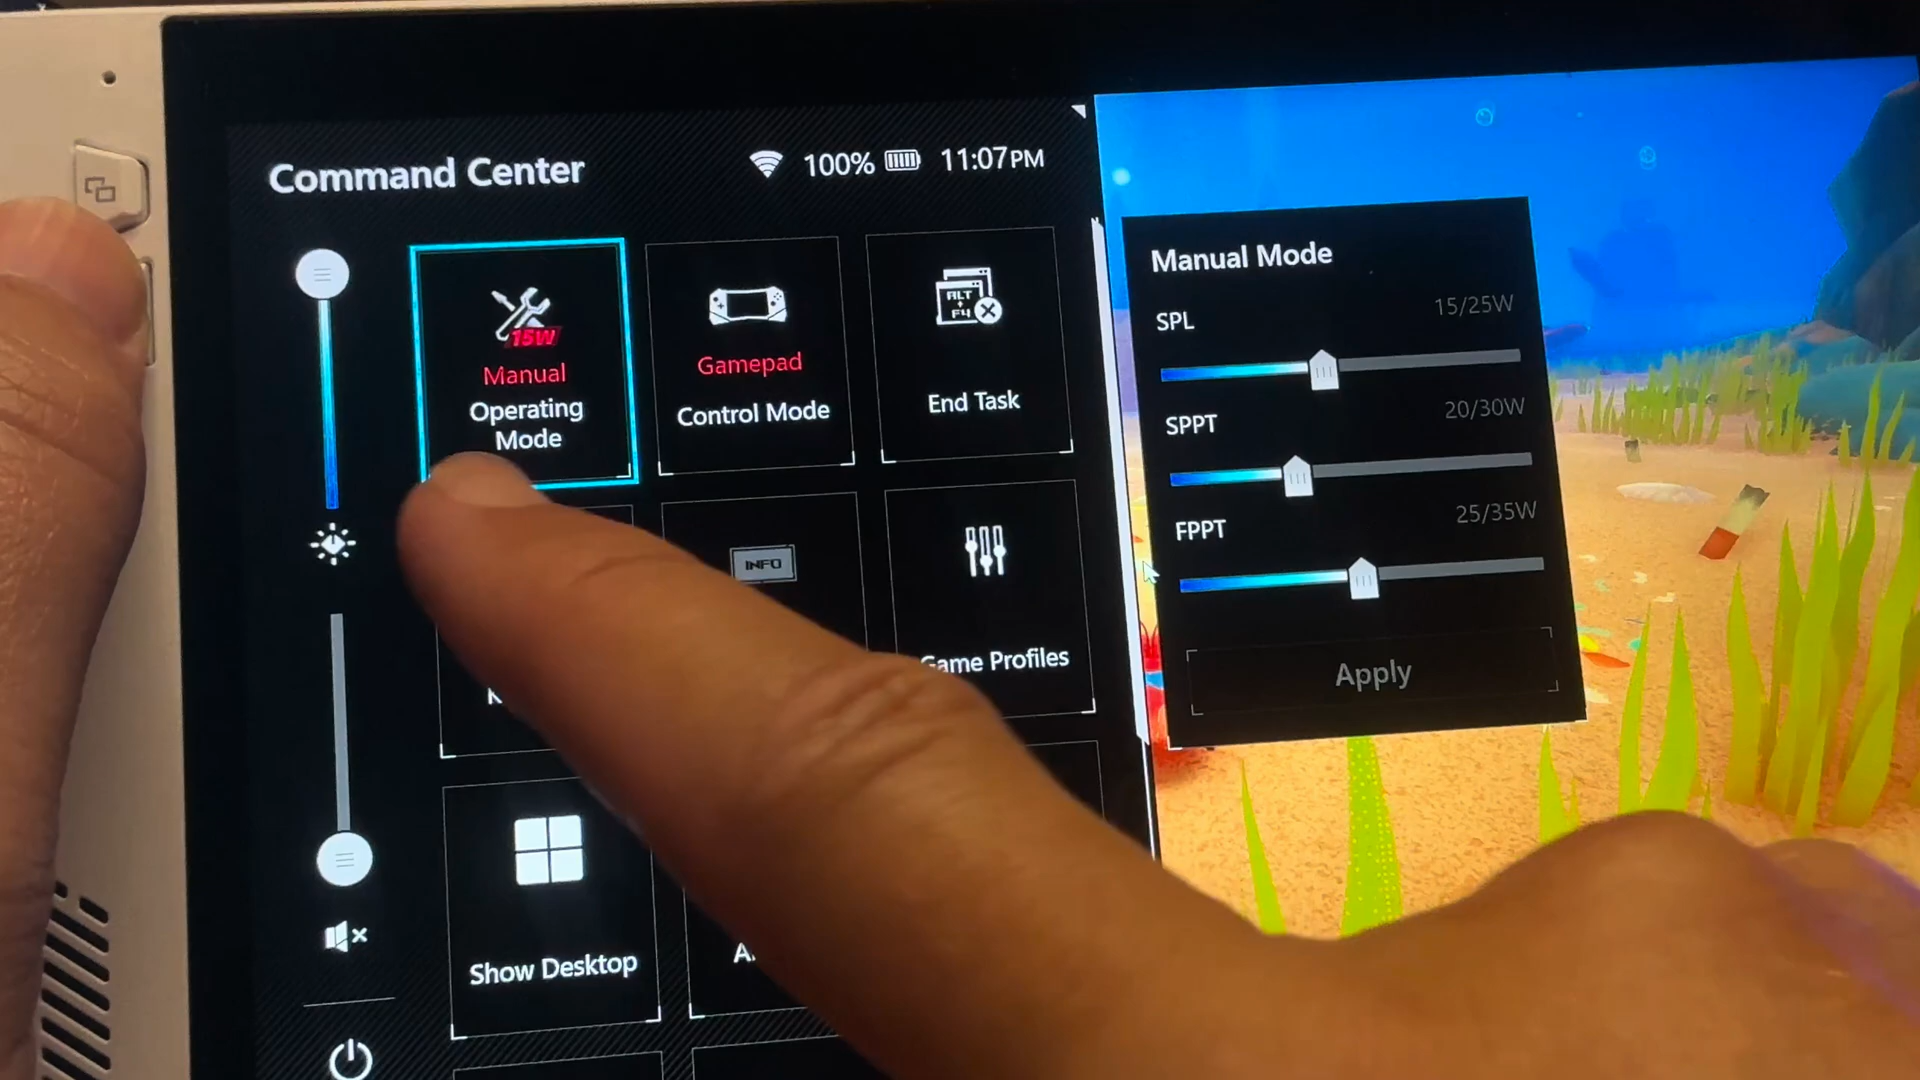 Command Center
100%
11:07PM
15W
Manual
Operating
Mode
Gamepad
Control Mode
ALT
+
F4
End Task
INFO
Game Profiles
Show Desktop
Manual Mode
SPL
15/25W
SPPT
20/30W
FPPT
25/35W
Apply